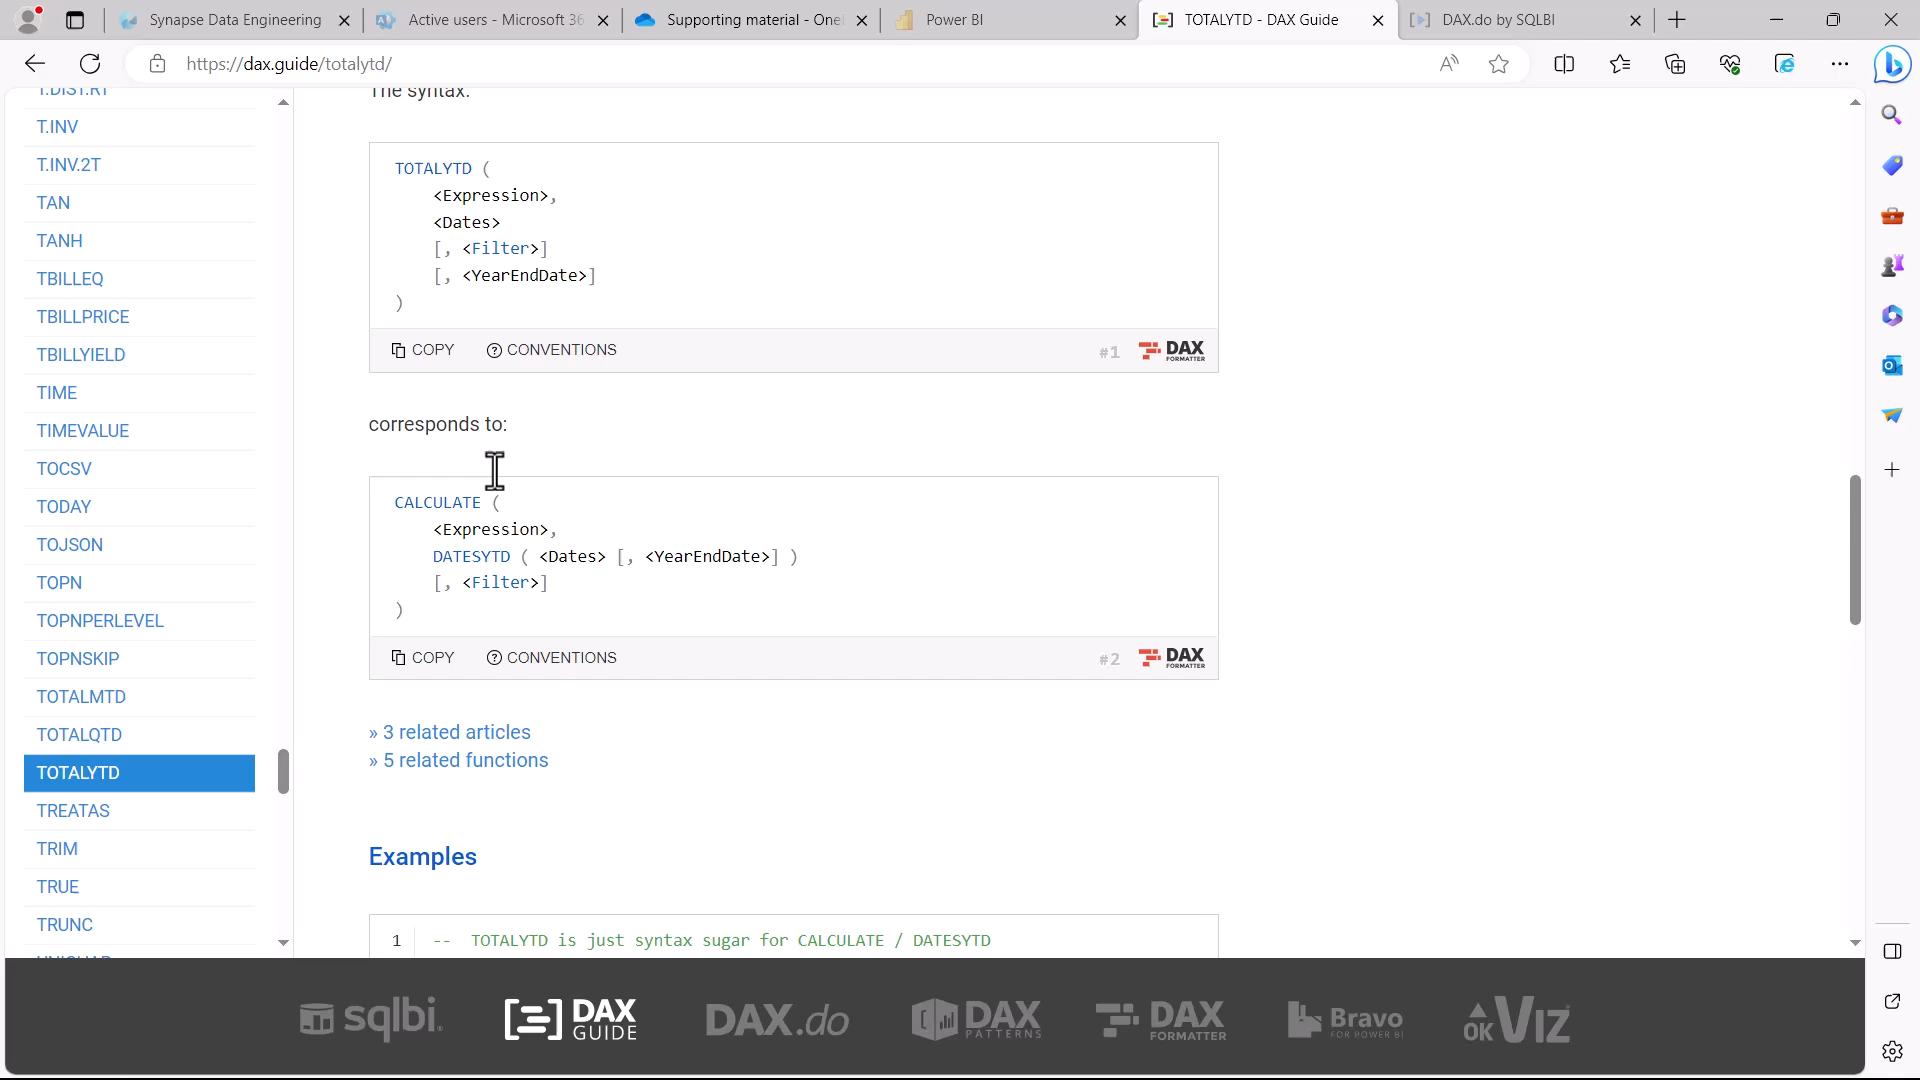 Synapse Data Engineering
Active users - Microsoft 36
Supporting material - One
Power BI
TOTALYTD - DAX Guide
DAX.do by SQLBI
https://dax.guide/totalytd/
T.DIST.RT
T.INV
T.INV.2T
TAN
TANH
TBILLEQ
TBILLPRICE
TBILLYIELD
TIME
TIMEVALUE
TOCSV
TODAY
TOJSON
TOPN
TOPNPERLEVEL
TOPNSKIP
TOTALMTD
TOTALQTD
TOTALYTD
TREATAS
TRIM
TRUE
TRUNC
The syntax:
TOTALYTD (
<Expression>,
<Dates>
[, <Filter>]
[, <YearEndDate>]
)
COPY
CONVENTIONS
#1
DAX
FORMATTER
corresponds to:
CALCULATE (
<Expression>,
DATESYTD ( <Dates> [, <YearEndDate>] )
[, <Filter>]
)
COPY
CONVENTIONS
#2
DAX
FORMATTER
» 3 related articles
» 5 related functions
Examples
1 -- TOTALYTD is just syntax sugar for CALCULATE / DATESYTD
sqlbi.
DAX
GUIDE
DAX.do
DAX
PATTERNS
DAX
FORMATTER
Bravo
FOR POWER BI
OK VIZ